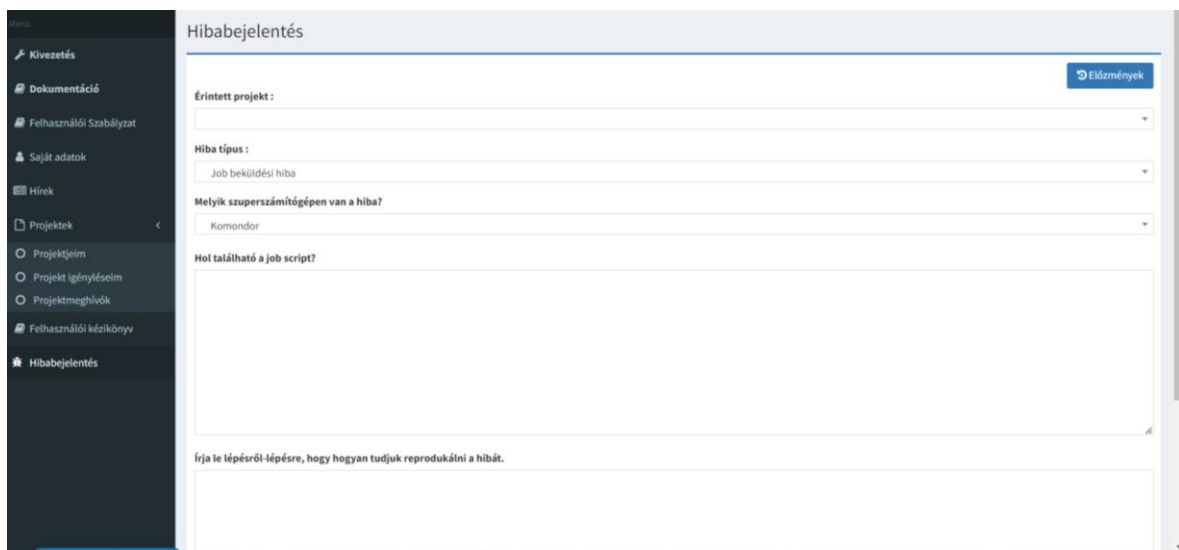 Menü
Kivezetés
Dokumentáció
Felhasználói Szabályzat
Saját adatok
Hírek
Projektek
Projektjeim
Projekt igényléseim
Projektmeghívók
Felhasználói kézikönyv
Hibabejelentés
Hibabejelentés
Előzmények
Érintett projekt :
Hiba típus :
Job beküldési hiba
Melyik szuperszámítógépen van a hiba?
Komondor
Hol található a job script?
Írja le lépésről-lépésre, hogy hogyan tudjuk reprodukálni a hibát.